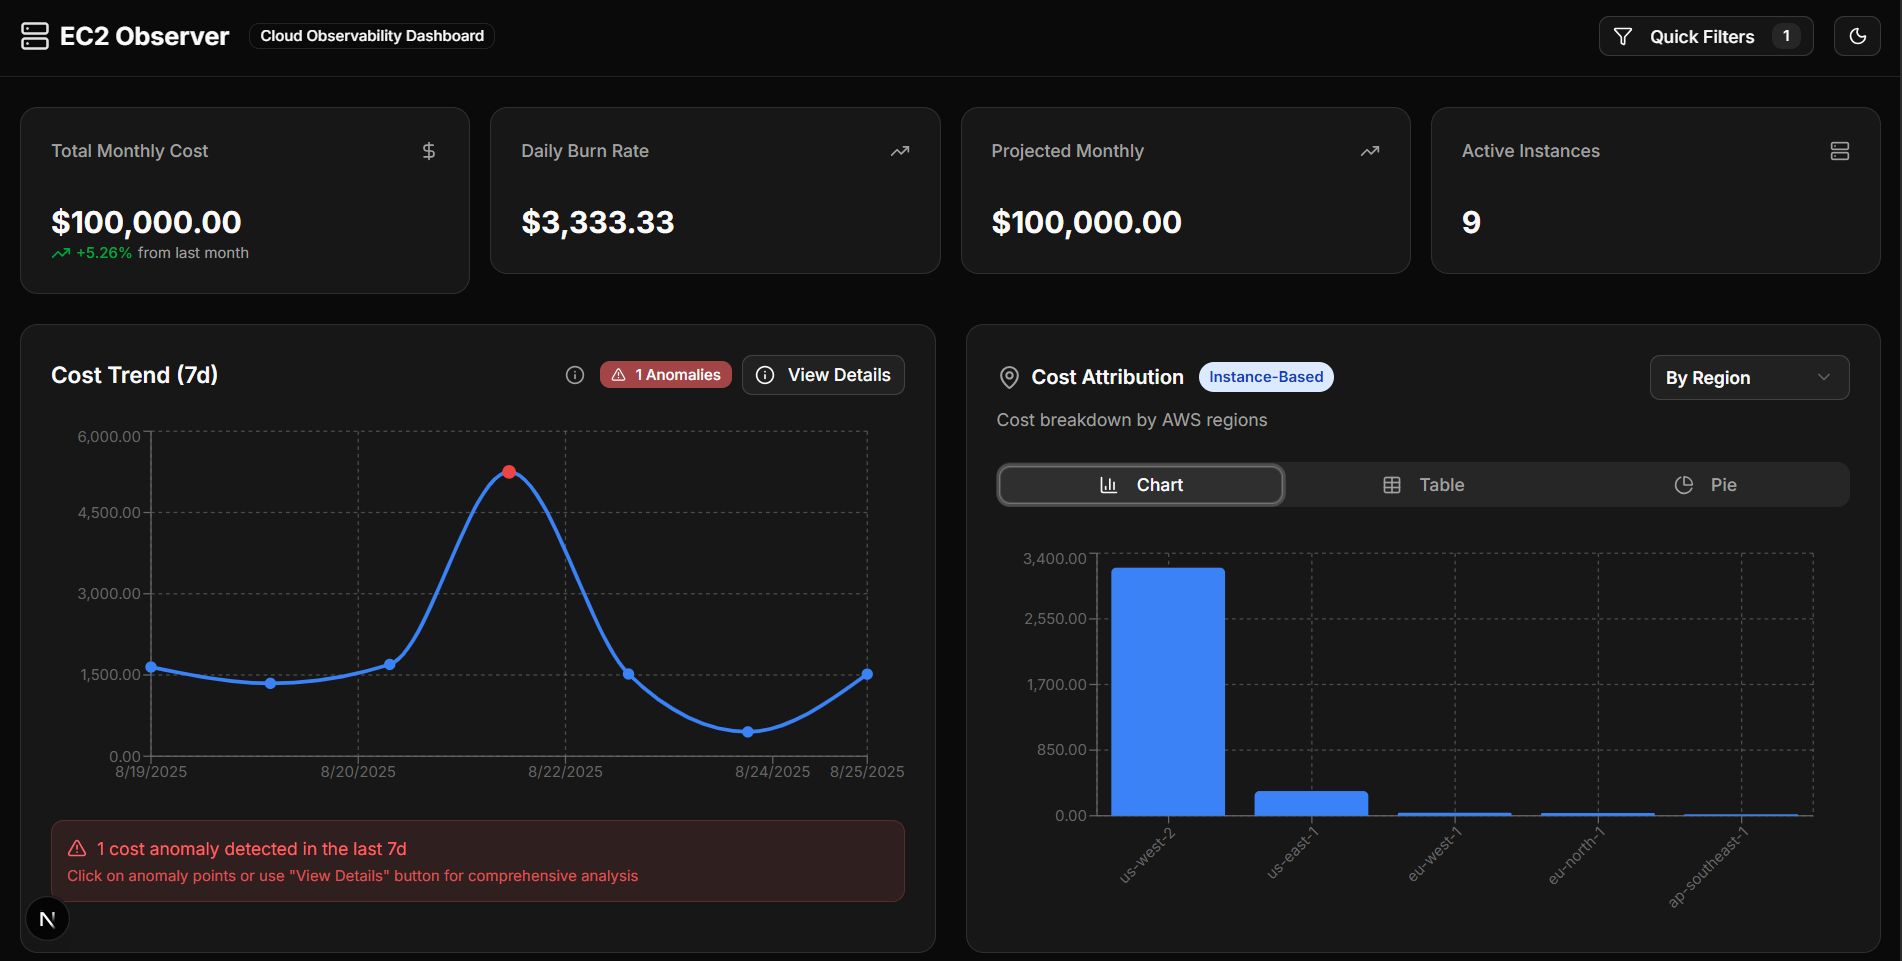 EC2 Observer
Cloud Observability Dashboard
Quick Filters 1
Total Monthly Cost
$100,000.00
+5.26% from last month
Daily Burn Rate
$3,333.33
Projected Monthly
$100,000.00
Active Instances
9
Cost Trend (7d)
1 Anomalies
View Details
6,000.00
4,500.00
3,000.00
1,500.00
0.00
8/19/2025 8/20/2025 8/22/2025 8/24/2025 8/25/2025
1 cost anomaly detected in the last 7d
Click on anomaly points or use "View Details" button for comprehensive analysis
N
Cost Attribution
Instance-Based
By Region
Cost breakdown by AWS regions
Chart Table Pie
3,400.00
2,550.00
1,700.00
850.00
0.00
us-west-2 us-east-1 eu-west-1 eu-north-1 ap-southeast-1